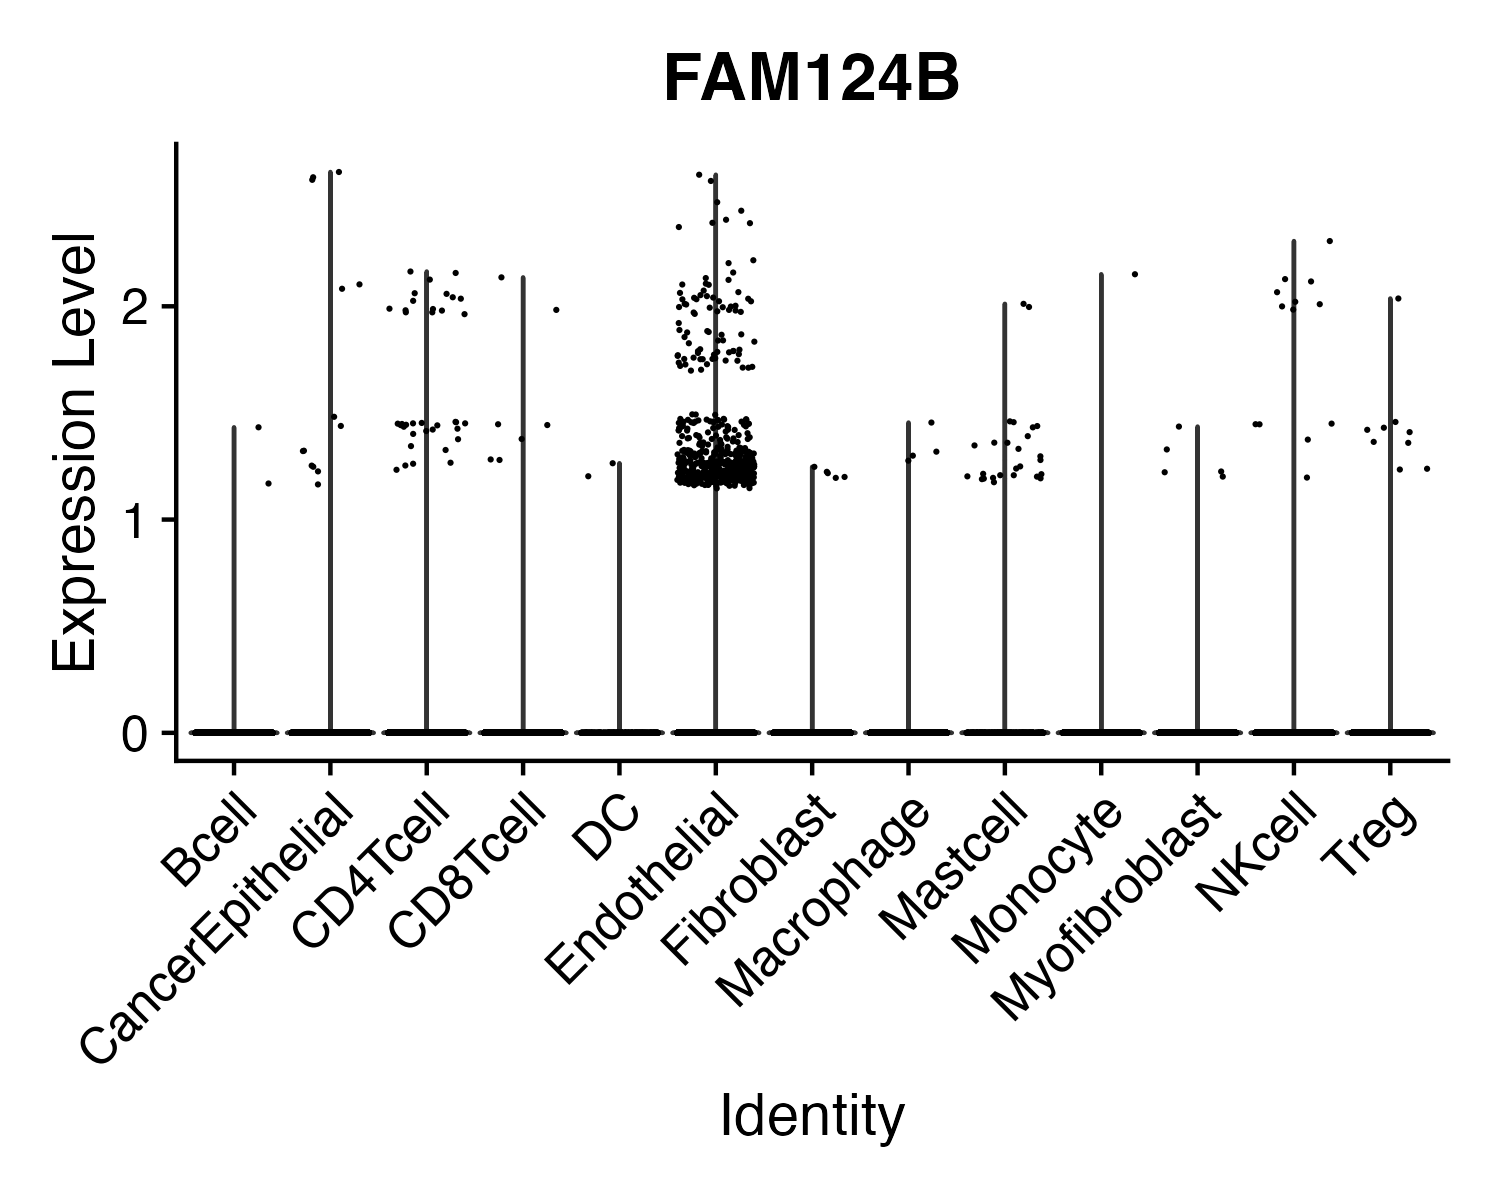 FAM124B
Expression Level
2
1
0
Bcell
CancerEpithelial
CD4Tcell
CD8Tcell
DC
Endothelial
Fibroblast
Macrophage
Mastcell
Monocyte
Myofibroblast
NKcell
Treg
Identity